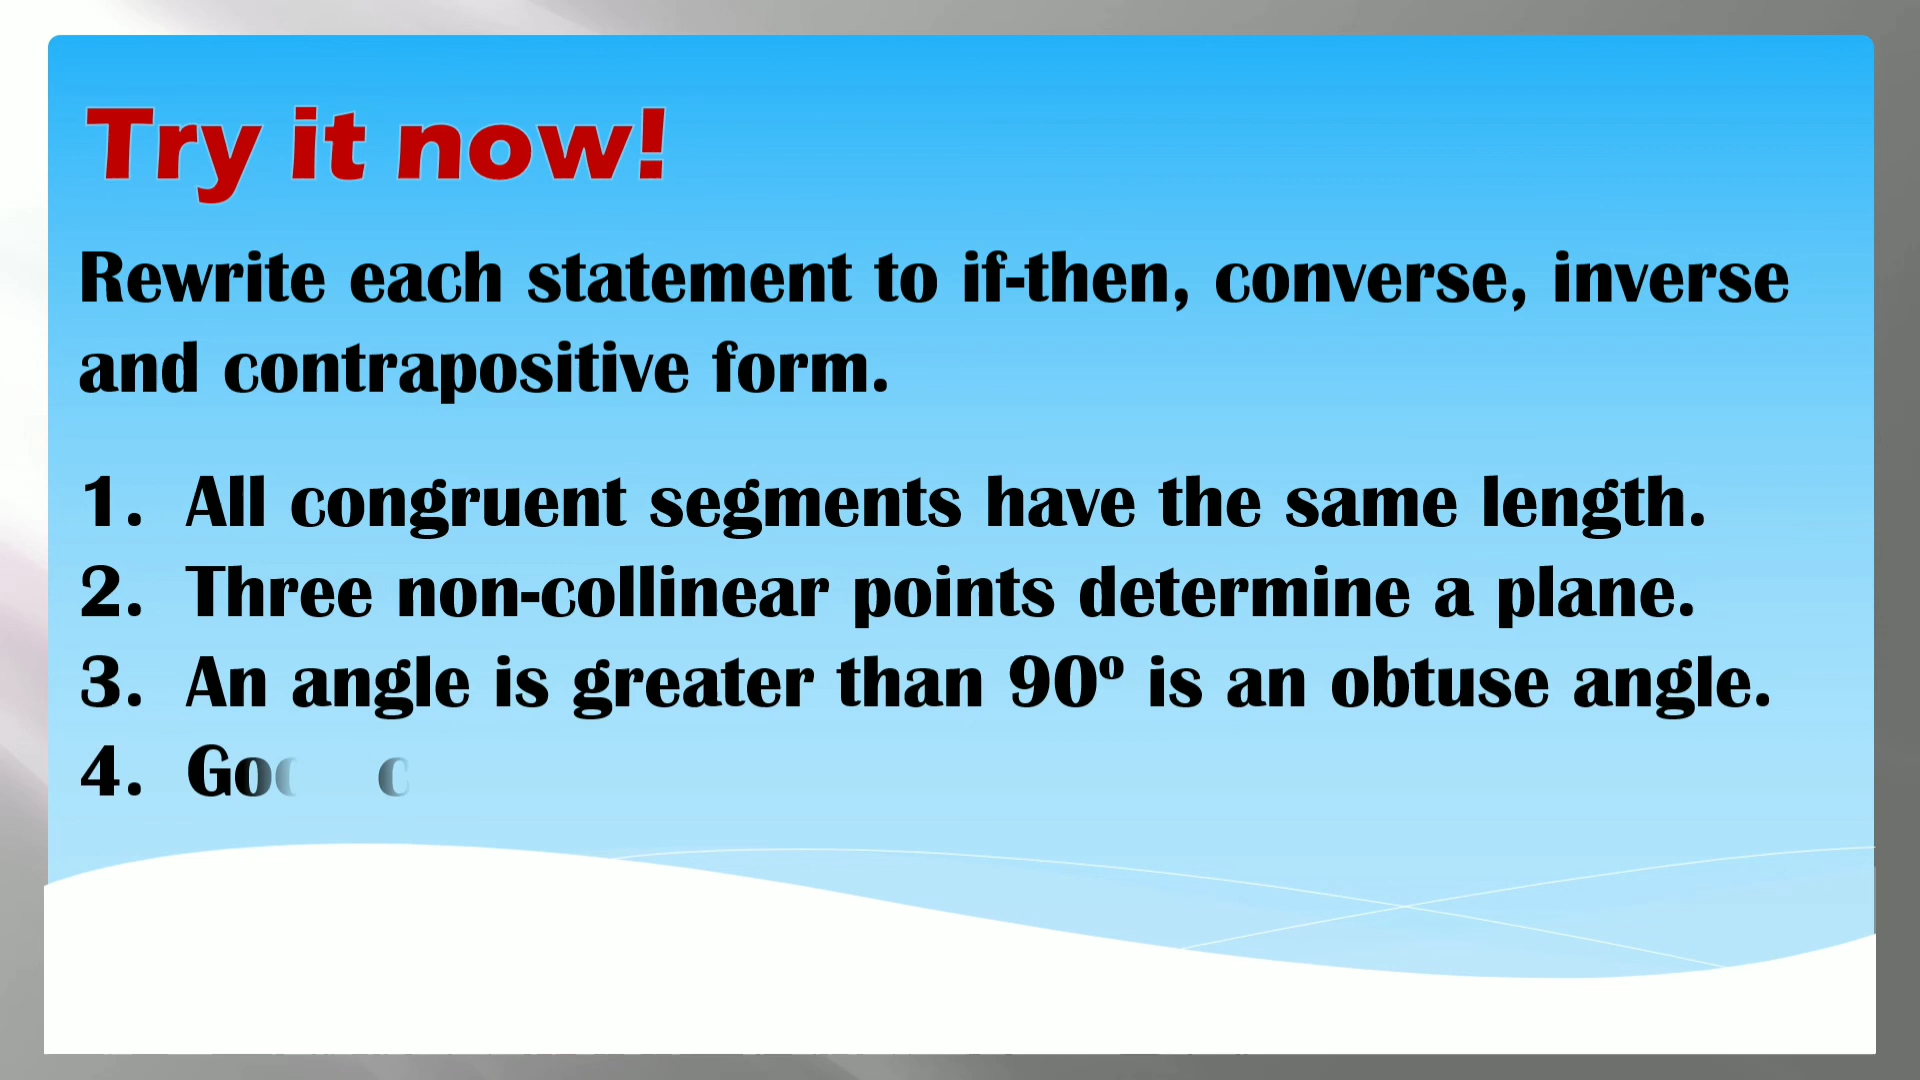 Try it now!
Rewrite each statement to if-then, converse, inverse
and contrapositive form.
1. All congruent segments have the same length.
2. Three non-collinear points determine a plane.
3. An angle is greater than 90º is an obtuse angle.
4.